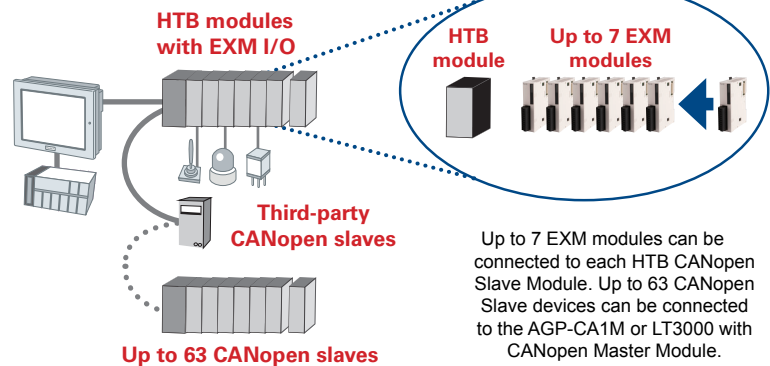 HTB modules
with EXM I/O
HTB
module
Up to 7 EXM
modules
Third-party
CANopen slaves
Up to 63 CANopen slaves
Up to 7 EXM modules can be
connected to each HTB CANopen
Slave Module. Up to 63 CANopen
Slave devices can be connected
to the AGP-CA1M or LT3000 with
CANopen Master Module.